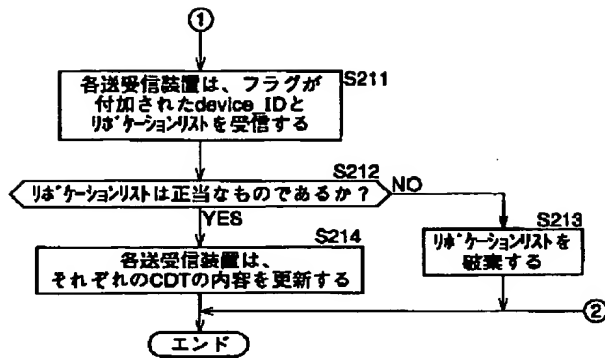 ①
S211
各送受信装置は、フラグが
付加されたdevice_IDと
ﾘﾎﾞｹｰｼｮﾝﾘｽﾄを受信する
S212
ﾘﾎﾞｹｰｼｮﾝﾘｽﾄは正当なものであるか?
NO
YES
S213
ﾘﾎﾞｹｰｼｮﾝﾘｽﾄを
破棄する
S214
各送受信装置は、
それぞれのCDTの内容を更新する
②
エンド